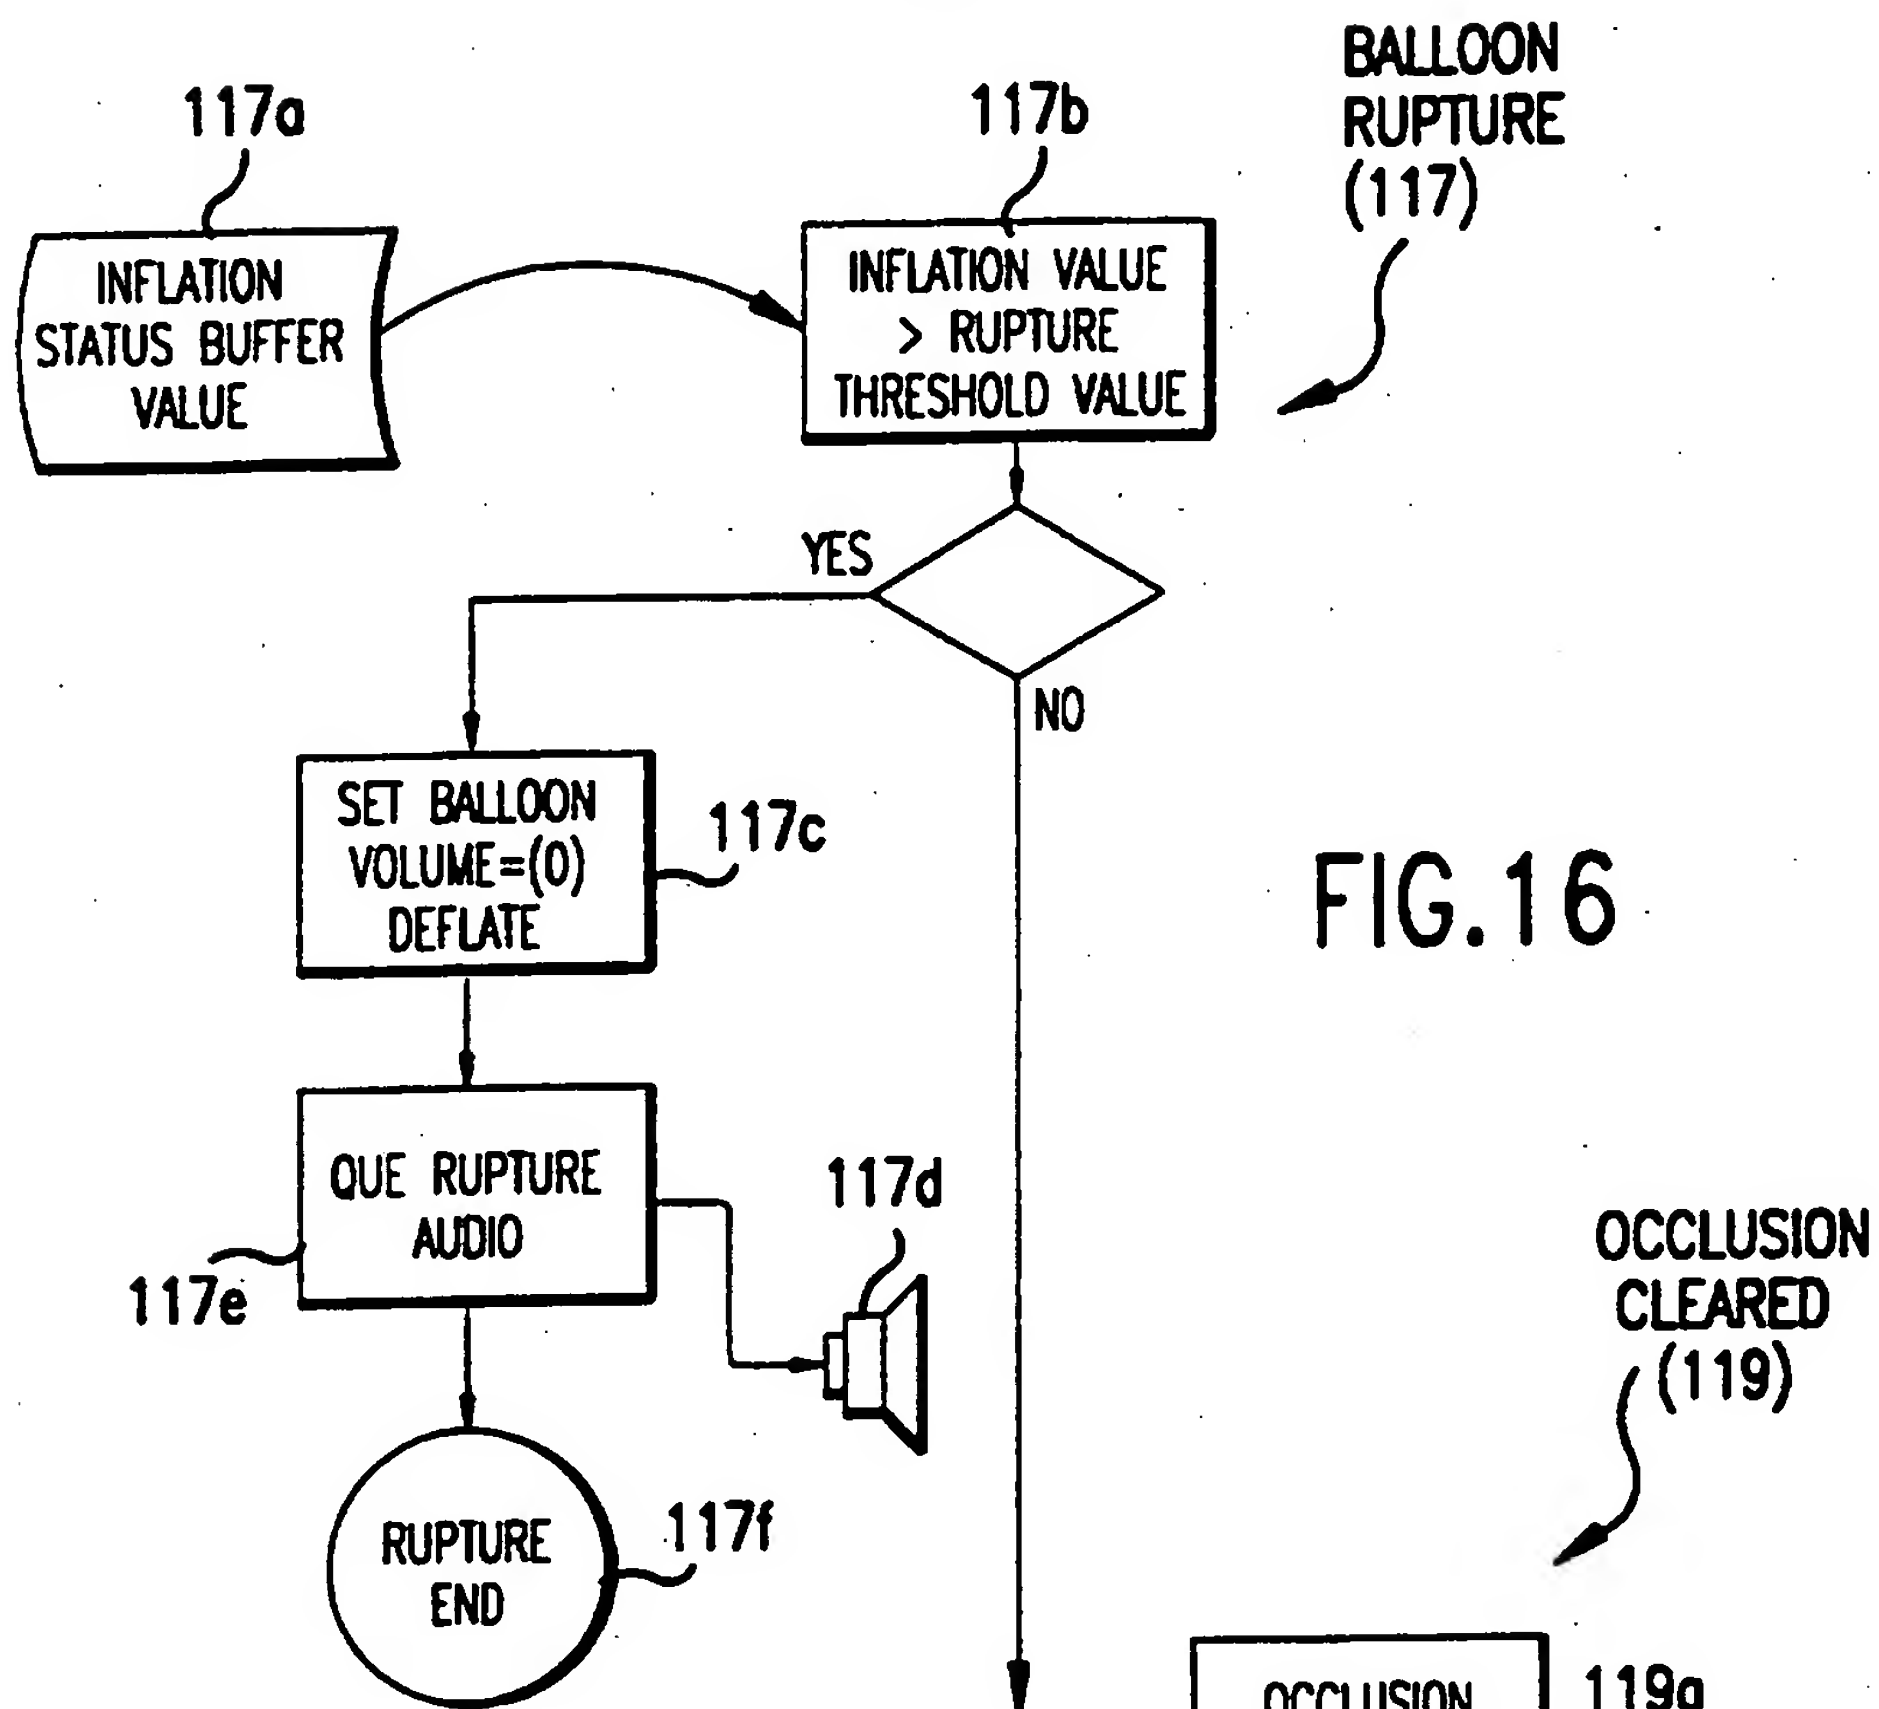 BALLOON
RUPTURE
(117)
117a
117b
INFLATION
STATUS BUFFER
VALUE
INFLATION VALUE
> RUPTURE
THRESHOLD VALUE
YES
NO
SET BALLOON
VOLUME=(0)
DEFLATE
117c
FIG.16
QUE RUPTURE
AUDIO
117d
117e
OCCLUSION
CLEARED
(119)
RUPTURE
END
117f
OCCLUSION
119a